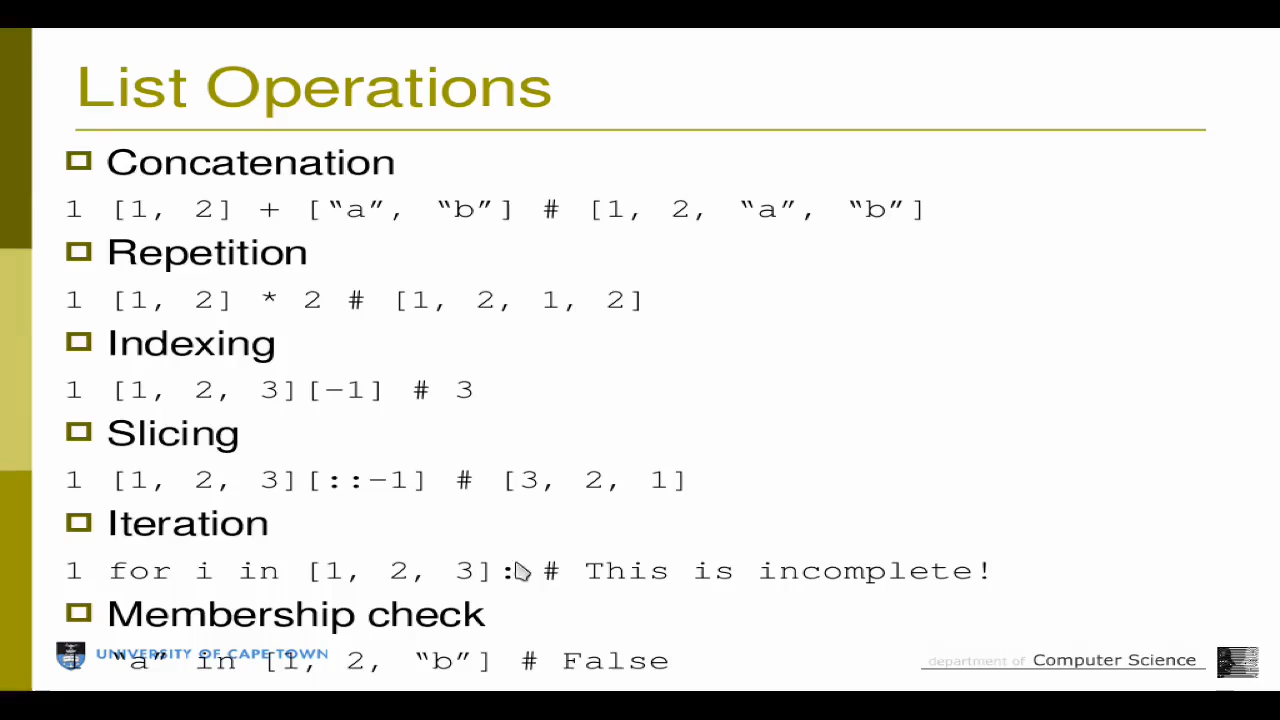 List Operations
Concatenation
1 [1, 2] + [“a”, “b”] # [1, 2, “a”, “b”]
Repetition
1 [1, 2] * 2 # [1, 2, 1, 2]
Indexing
1 [1, 2, 3][−1] # 3
Slicing
1 [1, 2, 3][::−1] # [3, 2, 1]
Iteration
1 for i in [1, 2, 3]: # This is incomplete!
Membership check
1 “a” in [1, 2, “b”] # False
UNIVERSITY OF CAPE TOWN
department of Computer Science